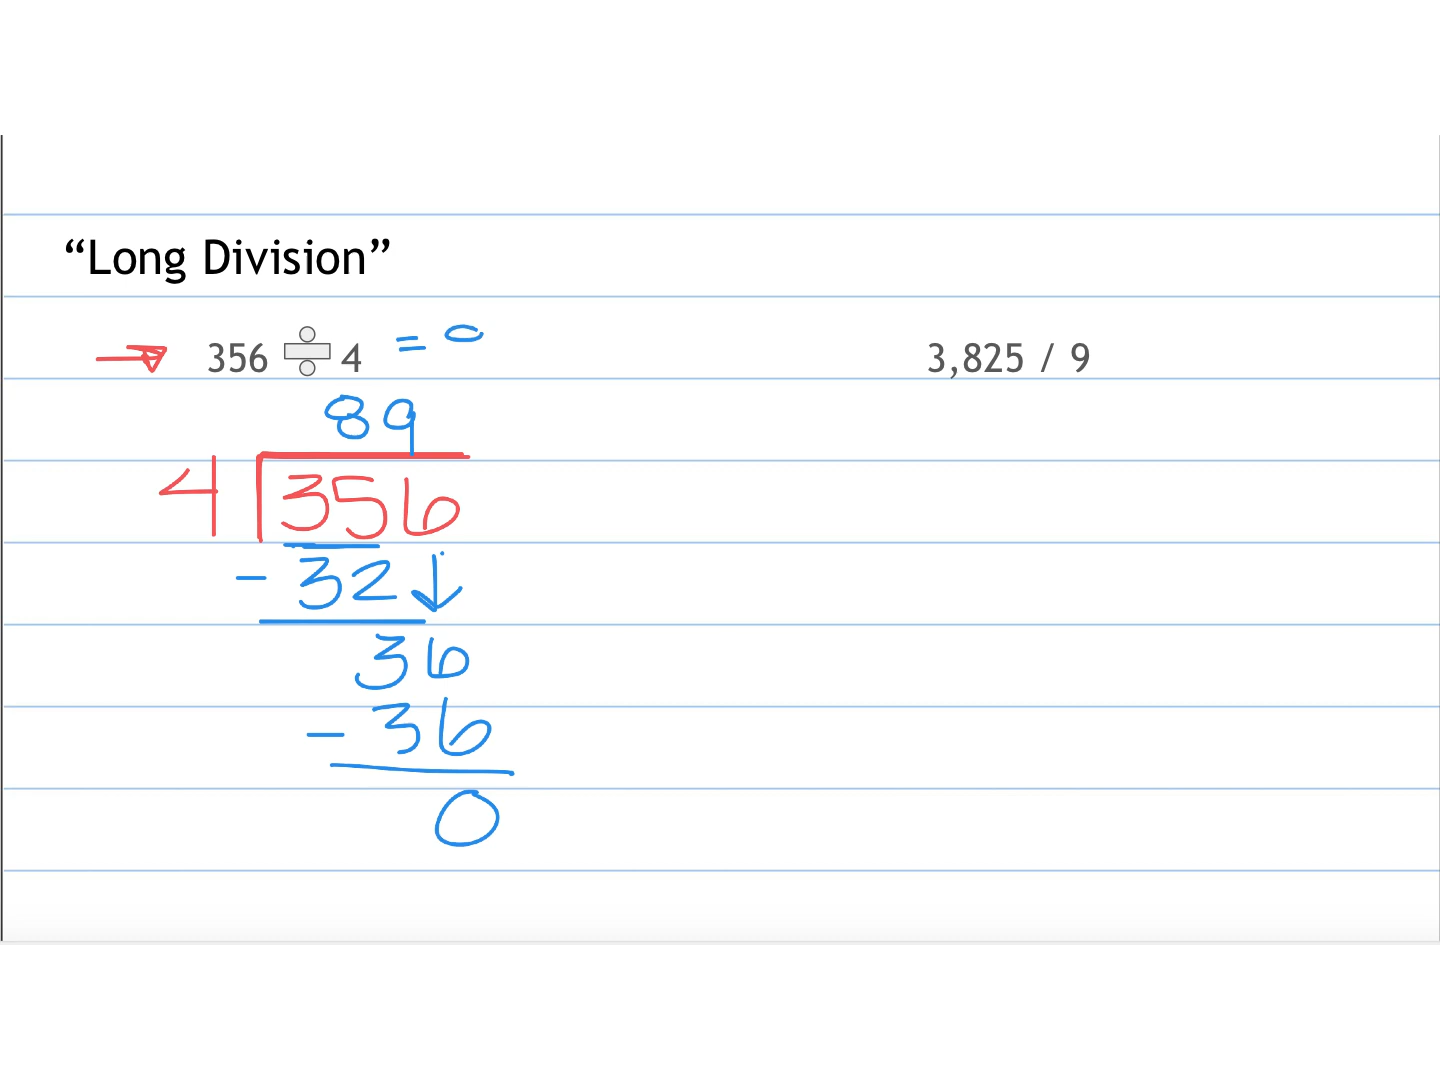 “Long Division”
356 ÷ 4 =
3,825 / 9
89
4 356
- 32
36
- 36
0